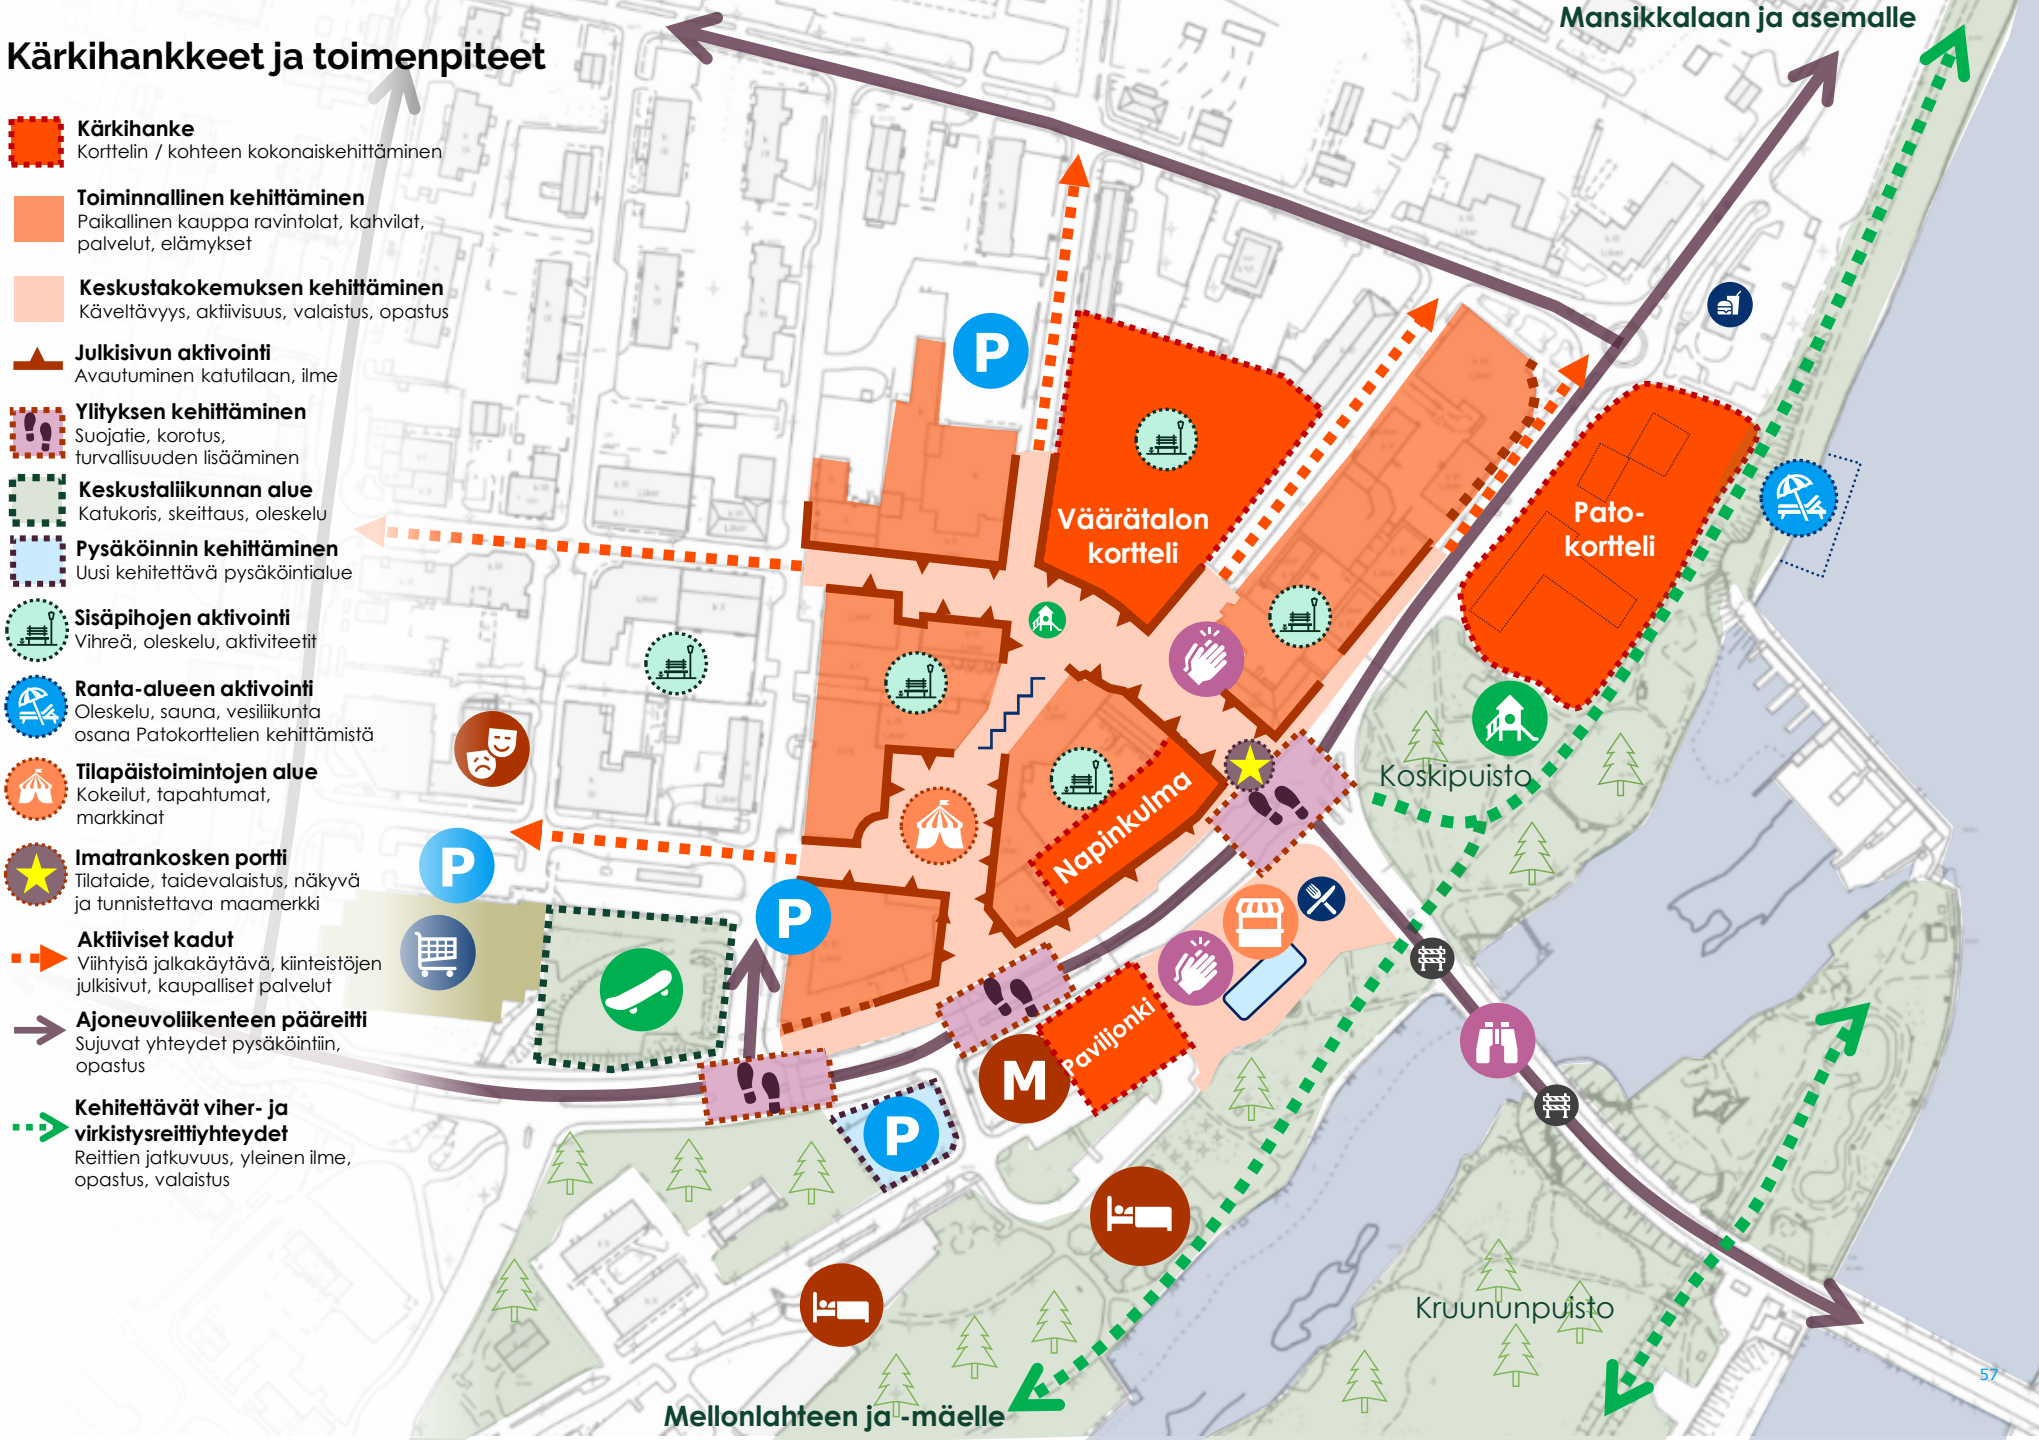 Kärkihankkeet ja toimenpiteet
Kärkihanke
Korttelin / kohteen kokonaiskehittäminen
Toiminnallinen kehittäminen
Paikallinen kauppa ravintolat, kahvilat,
palvelut, elämykset
Keskustakokemuksen kehittäminen
Käveltävyys, aktiivisuus, valaistus, opastus
Julkisivun aktivointi
Avautuminen katutilaan, ilme
Ylityksen kehittäminen
Suojatie, korotus,
turvallisuuden lisääminen
Keskustaliikunnan alue
Katukoris, skeittaus, oleskelu
Pysäköinnin kehittäminen
Uusi kehitettävä pysäköintialue
Sisäpihojen aktivointi
Vihreä, oleskelu, aktiviteetit
Ranta-alueen aktivointi
Oleskelu, sauna, vesiliikunta
osana Patokorttelien kehittämistä
Tilapäistoimintojen alue
Kokeilut, tapahtumat,
markkinat
Imatrankosken portti
Tilataide, taidevalaistus, näkyvä
ja tunnistettava maamerkki
Aktiiviset kadut
Viihtyisä jalkakäytävä, kiinteistöjen
julkisivut, kaupalliset palvelut
Ajoneuvoliikenteen pääreitti
Sujuvat yhteydet pysäköintiin,
opastus
Kehitettävät viher- ja
virkistysreittiyhteydet
Reittien jatkuvuus, yleinen ilme,
opastus, valaistus
Mansikkalaan ja asemalle
P
Väärätalon
kortteli
Pato-
kortteli
Koskipuisto
Napinkulma
P
P
Paviljonki
M
P
Kruununpuisto
Mellonlahteen ja -mäelle
57